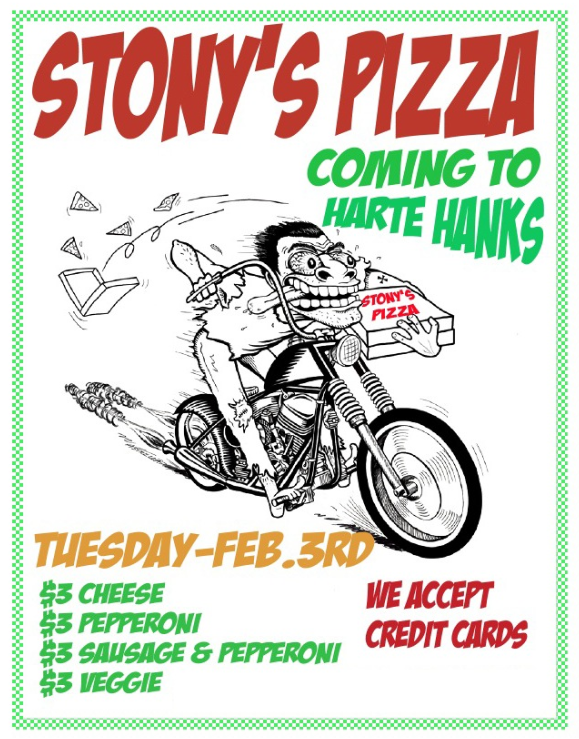 STONY'S PIZZA
COMING TO
HARTE HANKS
STONY'S
PIZZA
TUESDAY-FEB.3RD
$3 CHEESE
$3 PEPPERONI
$3 SAUSAGE & PEPPERONI
$3 VEGGIE
WE ACCEPT
CREDIT CARDS